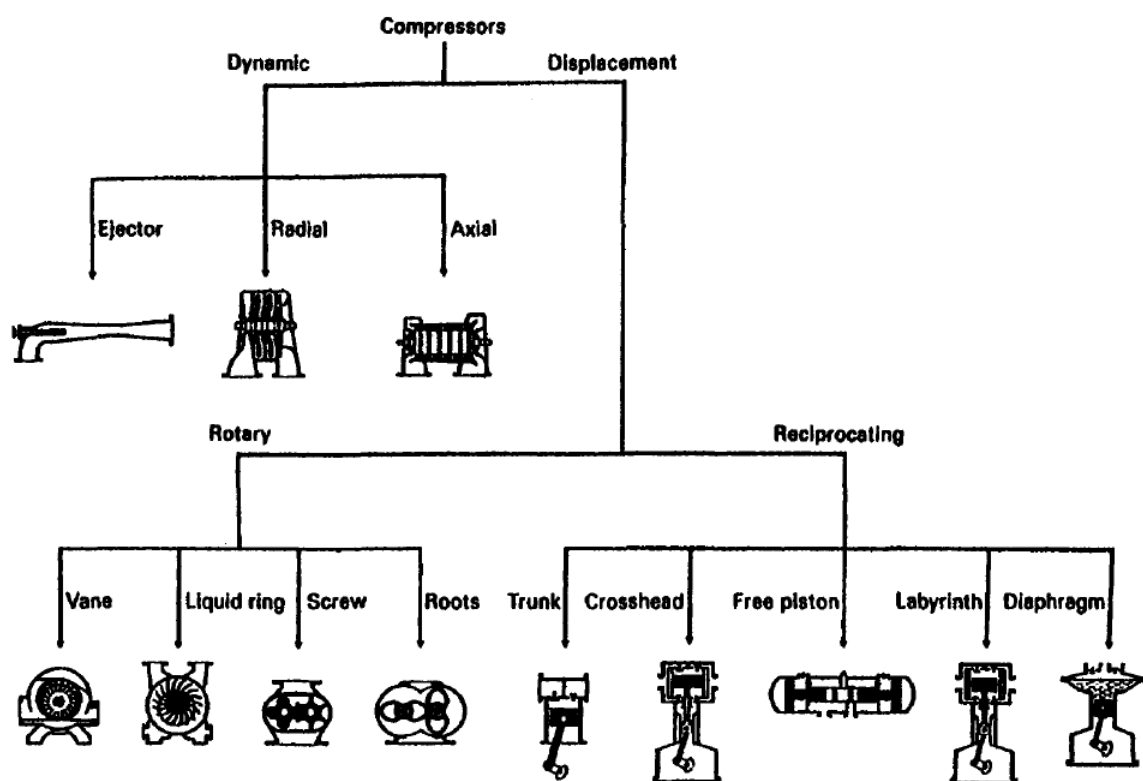 Compressors
Dynamic
Displacement
Ejector
Radial
Axial
Rotary
Reciprocating
Vane
Liquid ring
Screw
Roots
Trunk
Crosshead
Free piston
Labyrinth
Diaphragm